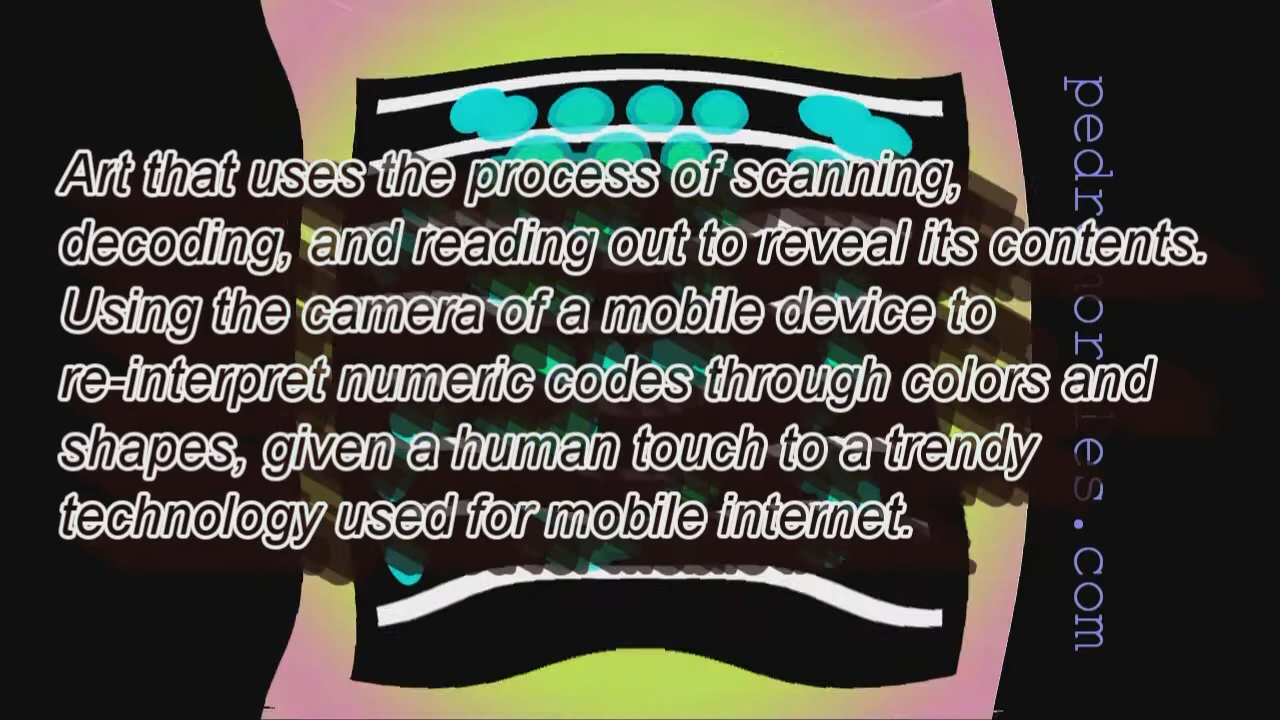 Art that uses the process of scanning,
decoding, and reading out to reveal its contents.
Using the camera of a mobile device to
re-interpret numeric codes through colors and
shapes, given a human touch to a trendy
technology used for mobile internet.